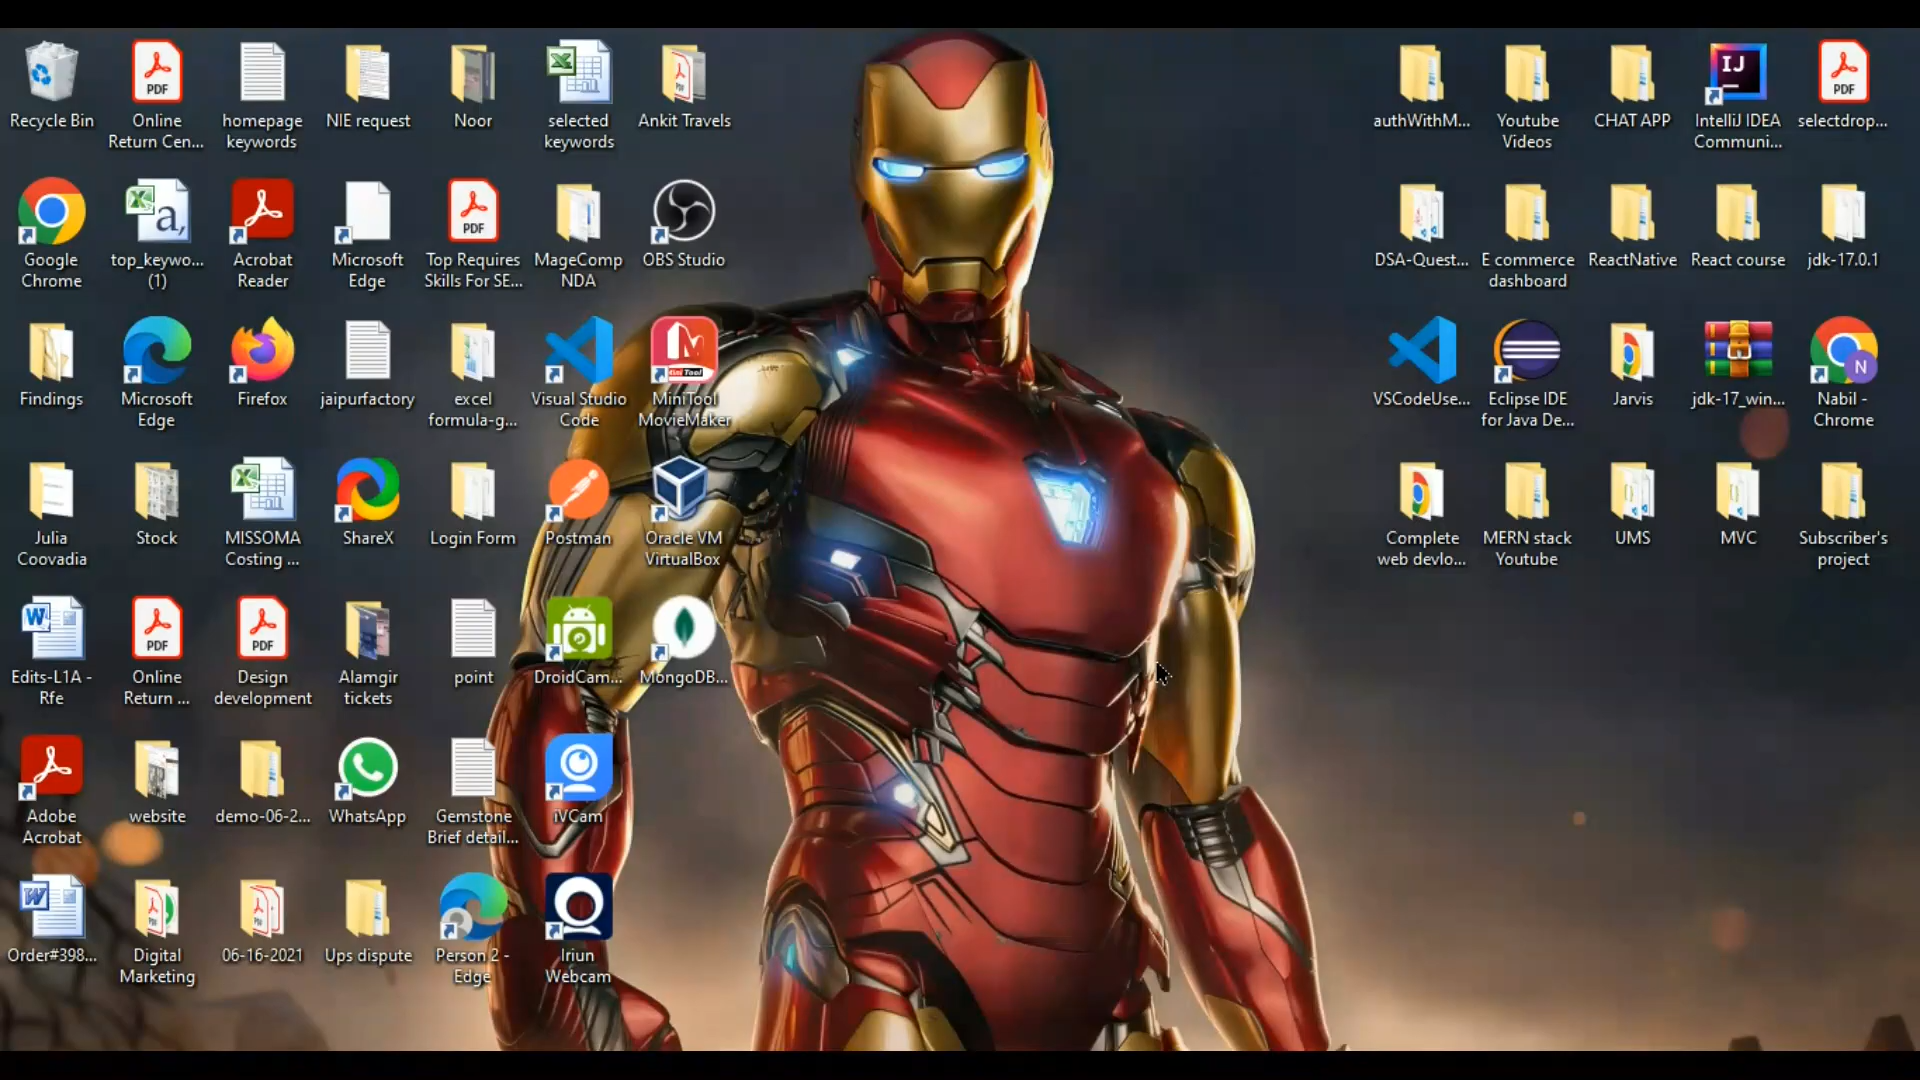 Recycle Bin
Online
Return Cen...
homepage
keywords
NIE request
Noor
selected
keywords
Ankit Travels
authWithM...
Youtube
Videos
CHAT APP
IntelliJ IDEA
Communi...
selectdrop...
Google
Chrome
top_keywo...
(1)
Acrobat
Reader
Microsoft
Edge
Top Requires
Skills For SE...
MageComp
NDA
OBS Studio
DSA-Quest...
E commerce
dashboard
ReactNative
React course
jdk-17.0.1
Findings
Microsoft
Edge
Firefox
jaipurfactory
excel
formula-g...
Visual Studio
Code
MiniTool
MovieMaker
VSCodeUse...
Eclipse IDE
for Java De...
Jarvis
jdk-17_win...
Nabil -
Chrome
Julia
Coovadia
Stock
MISSOMA
Costing ...
ShareX
Login Form
Postman
Oracle VM
VirtualBox
Complete
web devlo...
MERN stack
Youtube
UMS
MVC
Subscriber's
project
Edits-L1A -
Rfe
Online
Return ...
Design
development
Alamgir
tickets
point
DroidCam...
MongoDB...
Adobe
Acrobat
website
demo-06-2...
WhatsApp
Gemstone
Brief detail...
iVCam
Order#398...
Digital
Marketing
06-16-2021
Ups dispute
Person 2 -
Edge
Iriun
Webcam